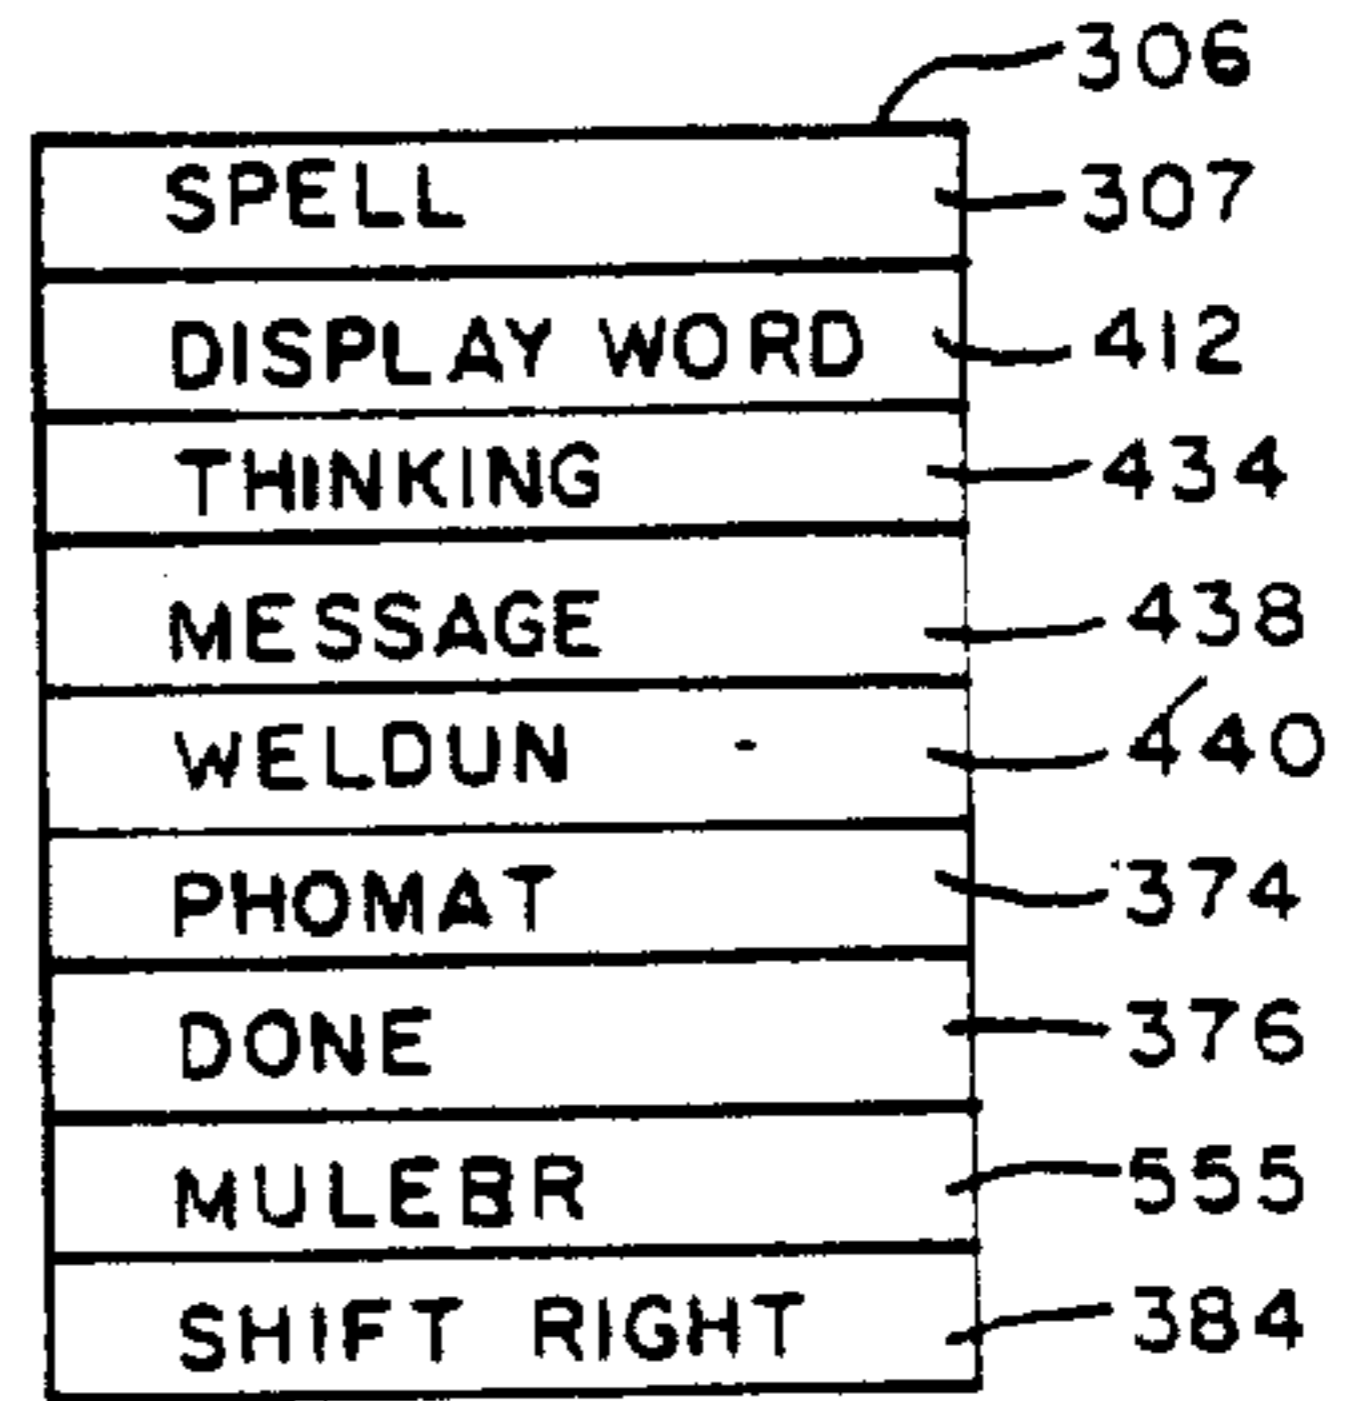 306
SPELL 307
DISPLAY WORD 412
THINKING 434
MESSAGE 438
WELDUN 440
PHOMAT 374
DONE 376
MULEBR 555
SHIFT RIGHT 384